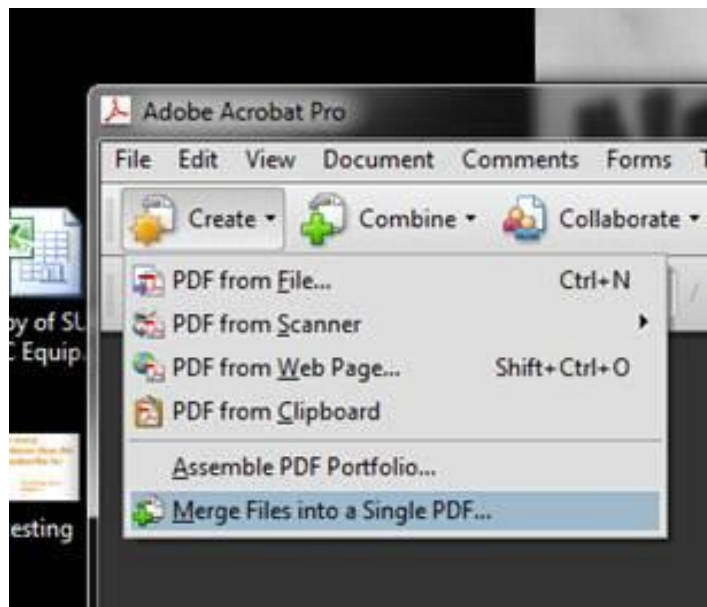 Adobe Acrobat Pro
File Edit View Document Comments Forms
Create Combine Collaborate
PDF from File... Ctrl+N
PDF from Scanner
PDF from Web Page... Shift+Ctrl+O
PDF from Clipboard
Assemble PDF Portfolio...
Merge Files into a Single PDF...
py of SU
C Equip.
esting